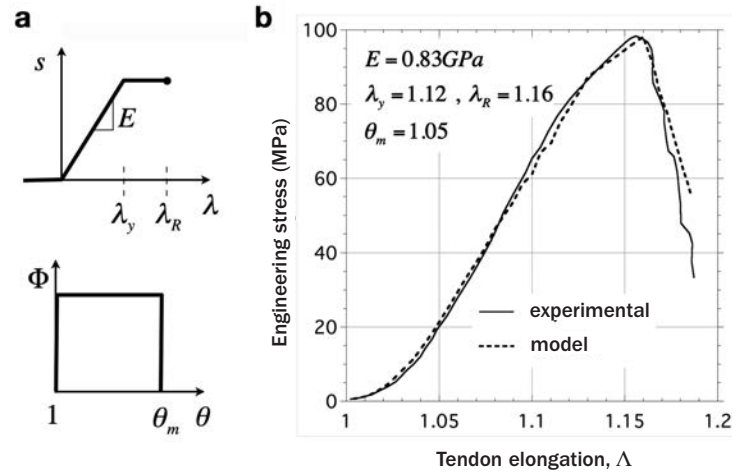 a
s
E
λy
λR
λ
Φ
1
θm
θ
b
Engineering stress (MPa)
100
80
60
40
20
0
E = 0.83GPa
λy = 1.12 , λR = 1.16
θm = 1.05
experimental
model
1
1.05
1.1
1.15
1.2
Tendon elongation, Λ